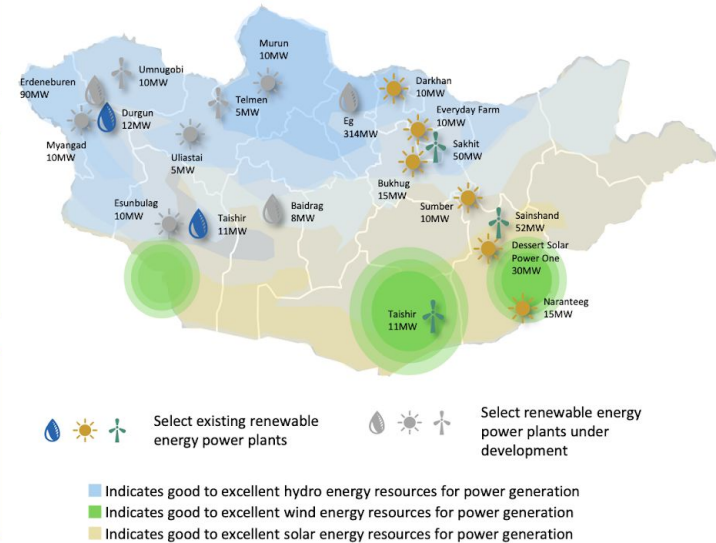 Murun
10MW
Erdeneburen
90MW
Umnugobi
10MW
Telmen
5MW
Darkhan
10MW
Durgun
12MW
Eg
314MW
Everyday Farm
10MW
Myangad
10MW
Uliastai
5MW
Sakhit
50MW
Bukhug
15MW
Esunbulag
10MW
Taishir
11MW
Baidrag
8MW
Sumber
10MW
Sainshand
52MW
Dessert Solar
Power One
30MW
Taishir
11MW
Naranteeg
15MW
Select existing renewable
energy power plants
Select renewable energy
power plants under
development
Indicates good to excellent hydro energy resources for power generation
Indicates good to excellent wind energy resources for power generation
Indicates good to excellent solar energy resources for power generation